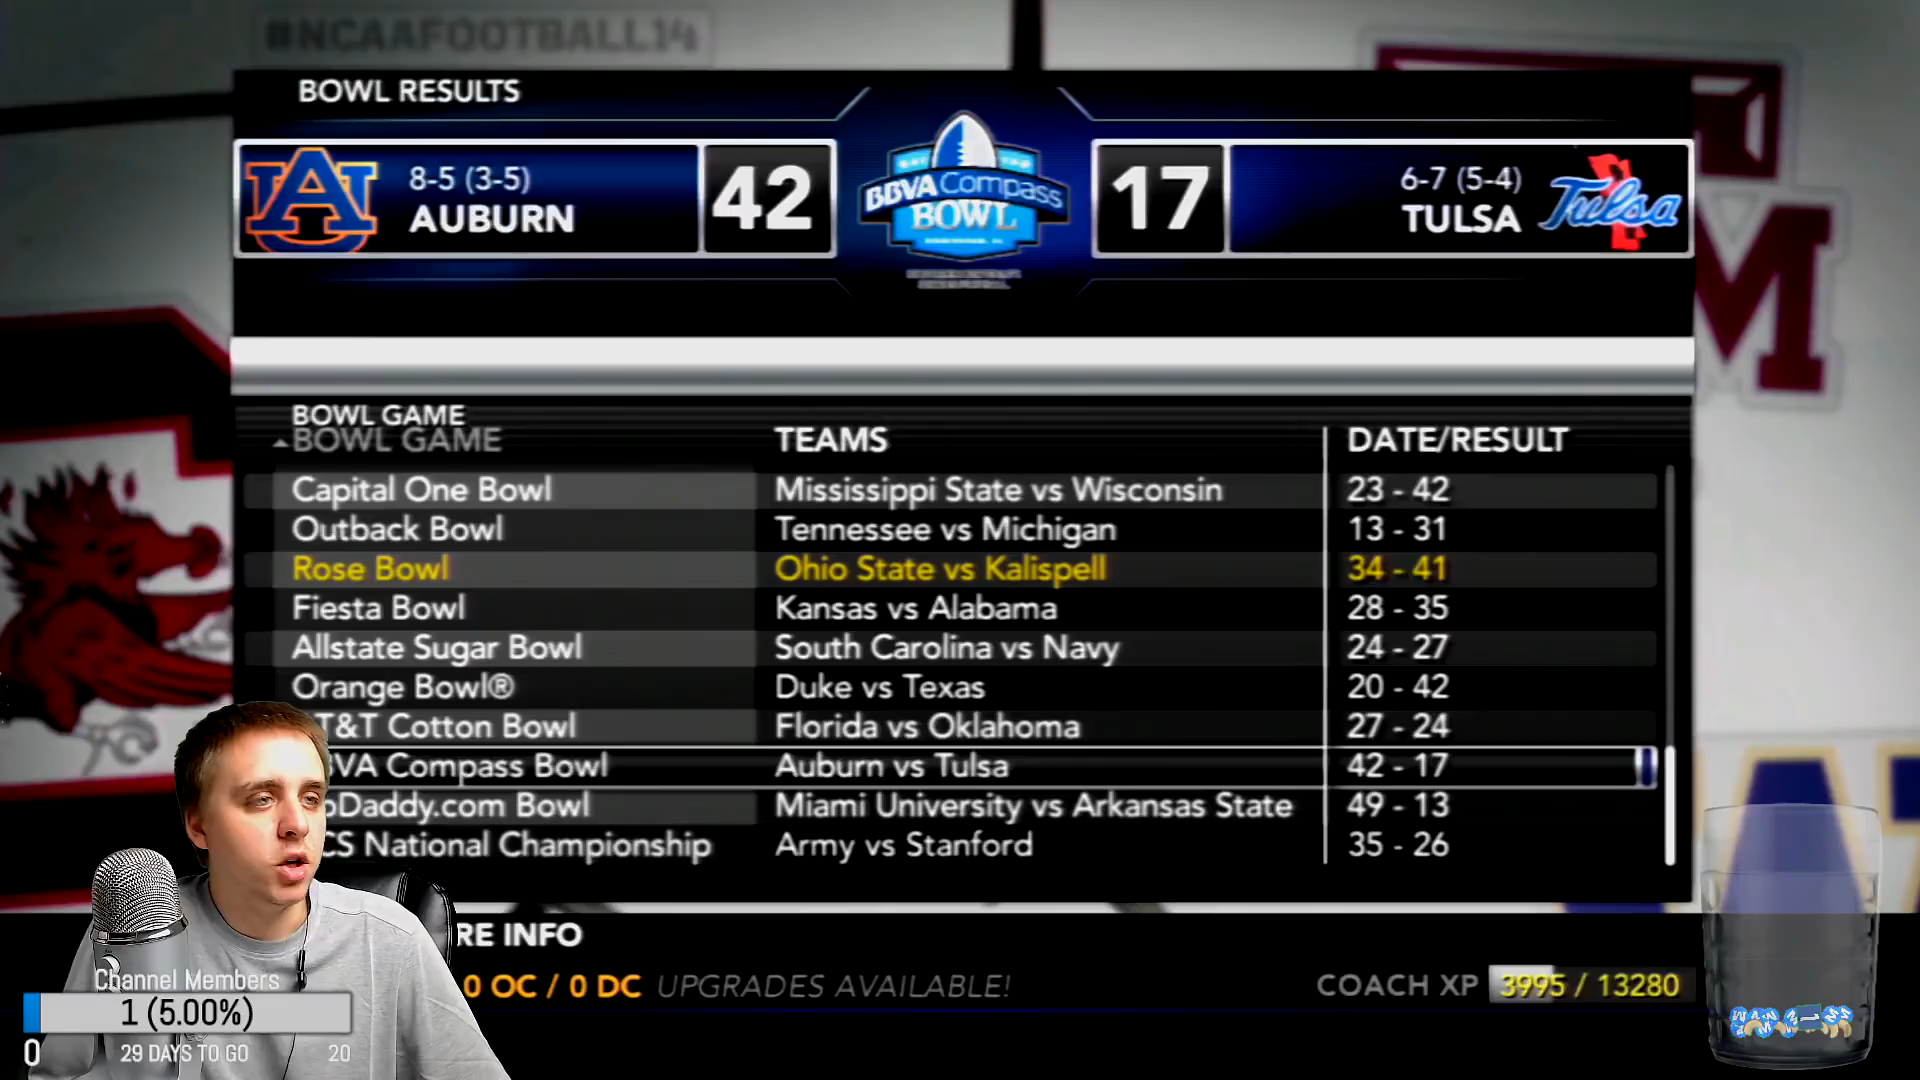 #NCAAFOOTBALL14
BOWL RESULTS
8-5 (3-5)
AUBURN
42
BBVA Compass
BOWL
17
6-7 (5-4)
TULSA
Tulsa
BOWL GAME
BOWL GAME TEAMS DATE/RESULT
Capital One Bowl Mississippi State vs Wisconsin 23 - 42
Outback Bowl Tennessee vs Michigan 13 - 31
Rose Bowl Ohio State vs Kalispell 34 - 41
Fiesta Bowl Kansas vs Alabama 28 - 35
Allstate Sugar Bowl South Carolina vs Navy 24 - 27
Orange Bowl® Duke vs Texas 20 - 42
T&T Cotton Bowl Florida vs Oklahoma 27 - 24
VA Compass Bowl Auburn vs Tulsa 42 - 17
oDaddy.com Bowl Miami University vs Arkansas State 49 - 13
CS National Championship Army vs Stanford 35 - 26
RE INFO
0 OC / 0 DC UPGRADES AVAILABLE!
COACH XP 3995 / 13280
Channel Members
1 (5.00%)
0 29 DAYS TO GO 20